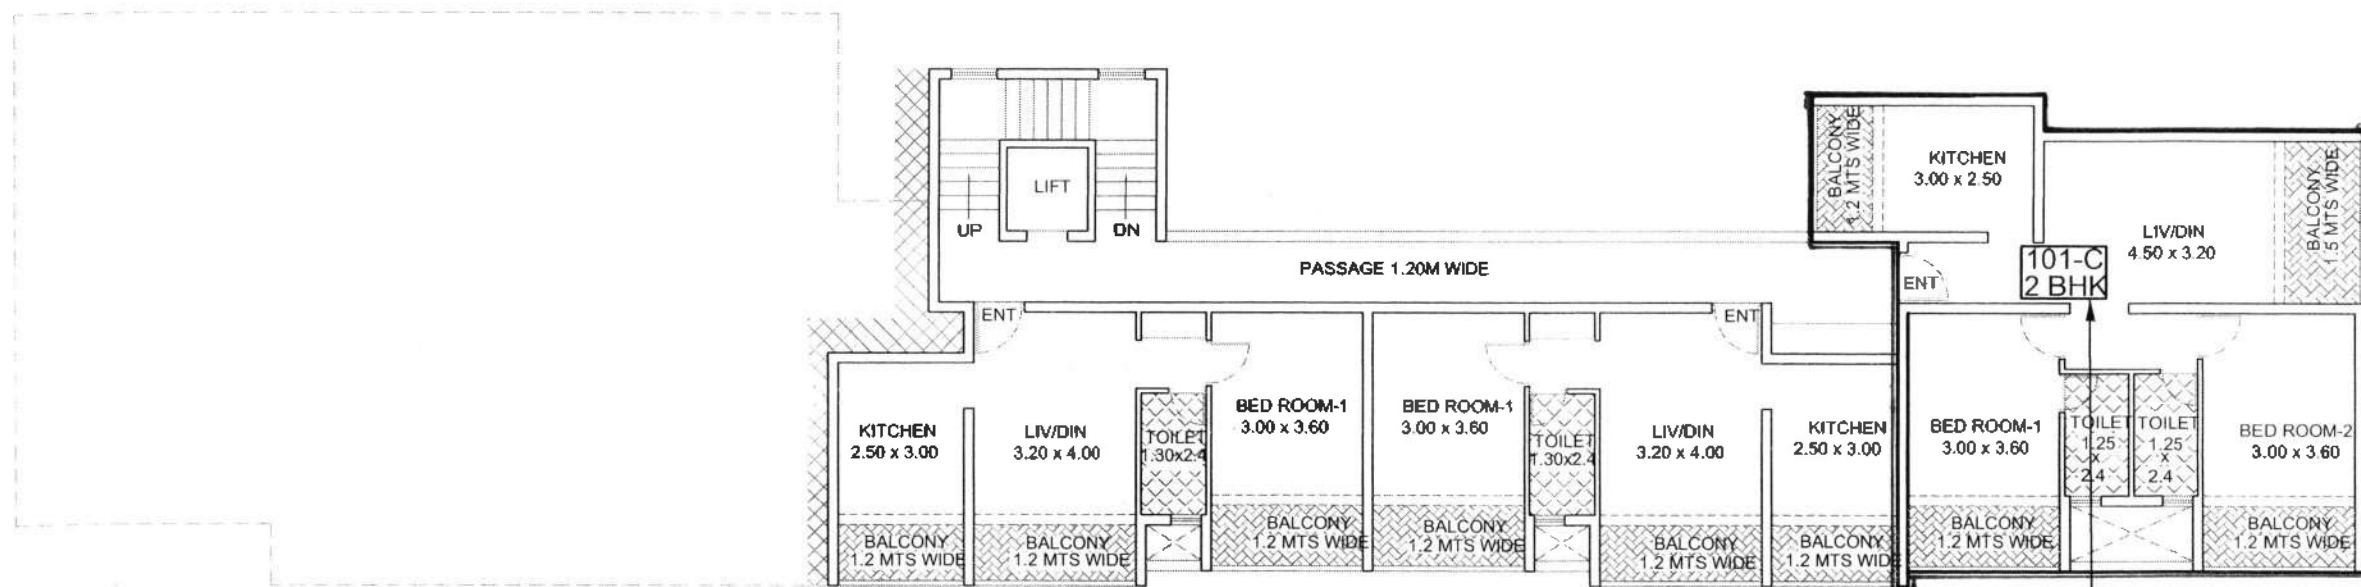 LIFT
UP
DN
PASSAGE 1.20M WIDE
ENT
KITCHEN
2.50 x 3.00
LIV/DIN
3.20 x 4.00
TOILET
1.30x2.4
BED ROOM-1
3.00 x 3.60
BALCONY
1.2 MTS WIDE
BALCONY
1.2 MTS WIDE
BALCONY
1.2 MTS WIDE
BED ROOM-1
3.00 x 3.60
TOILET
1.30x2.4
ENT
LIV/DIN
3.20 x 4.00
KITCHEN
2.50 x 3.00
BALCONY
1.2 MTS WIDE
BALCONY
1.2 MTS WIDE
BALCONY
1.2 MTS WIDE
BALCONY
1.2 MTS WIDE
KITCHEN
3.00 x 2.50
LIV/DIN
4.50 x 3.20
BALCONY
1.5 MTS WIDE
101-C
2 BHK
ENT
BED ROOM-1
3.00 x 3.60
TOILET
1.25
x
2.4
TOILET
1.25
x
2.4
BED ROOM-2
3.00 x 3.60
BALCONY
1.2 MTS WIDE
BALCONY
1.2 MTS WIDE